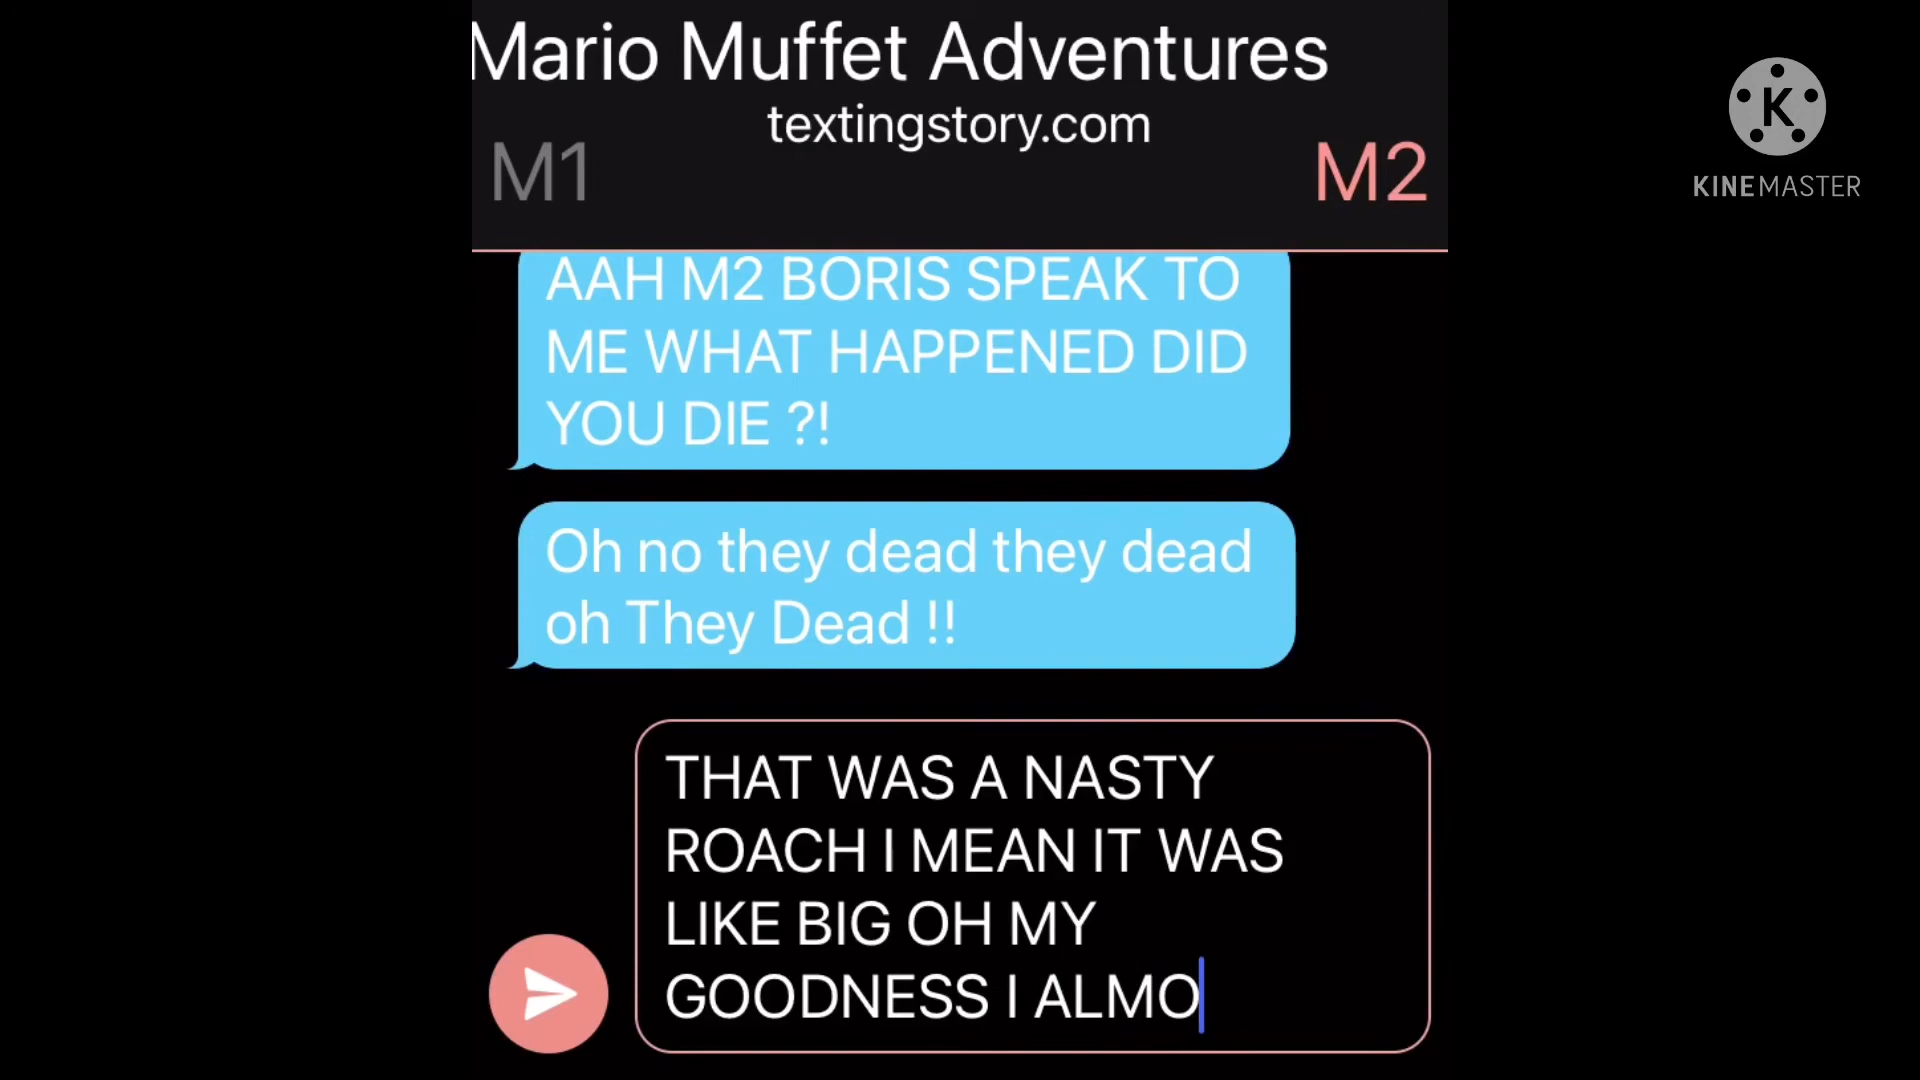 Mario Muffet Adventures
textingstory.com
M1
M2
K
KINEMASTER
AAH M2 BORIS SPEAK TO
ME WHAT HAPPENED DID
YOU DIE ?!
Oh no they dead they dead
oh They Dead !!
THAT WAS A NASTY
ROACH I MEAN IT WAS
LIKE BIG OH MY
GOODNESS I ALMO